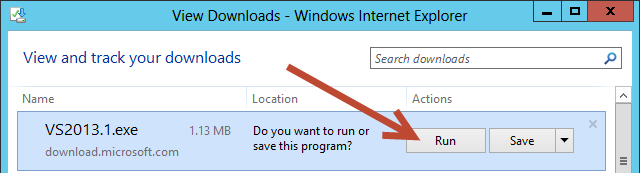 View Downloads - Windows Internet Explorer
View and track your downloads
Search downloads
Name Location Actions
VS2013.1.exe 1.13 MB Do you want to run or save this program? Run Save
download.microsoft.com